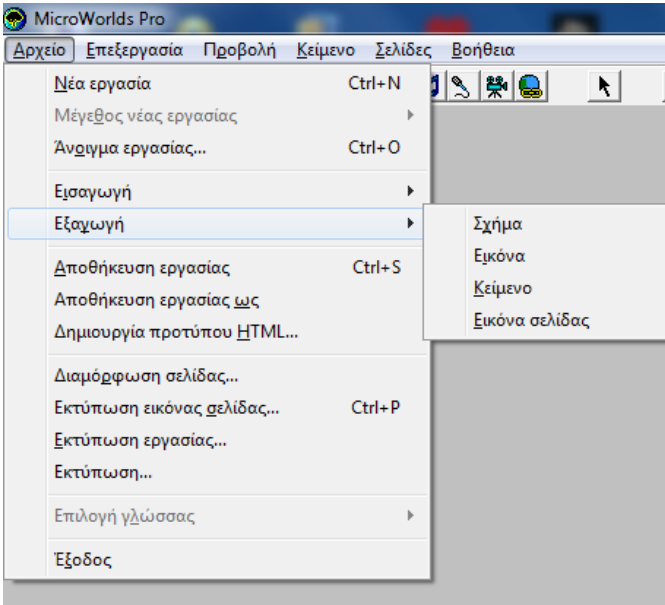 MicroWorlds Pro
Αρχείο Επεξεργασία Προβολή Κείμενο Σελίδες Βοήθεια
Νέα εργασία Ctrl+N
Μέγεθος νέας εργασίας
Άνοιγμα εργασίας... Ctrl+O
Εισαγωγή
Εξαγωγή
Σχήμα
Εικόνα
Κείμενο
Εικόνα σελίδας
Αποθήκευση εργασίας Ctrl+S
Αποθήκευση εργασίας ως
Δημιουργία προτύπου HTML...
Διαμόρφωση σελίδας...
Εκτύπωση εικόνας σελίδας... Ctrl+P
Εκτύπωση εργασίας...
Εκτύπωση...
Επιλογή γλώσσας
Έξοδος